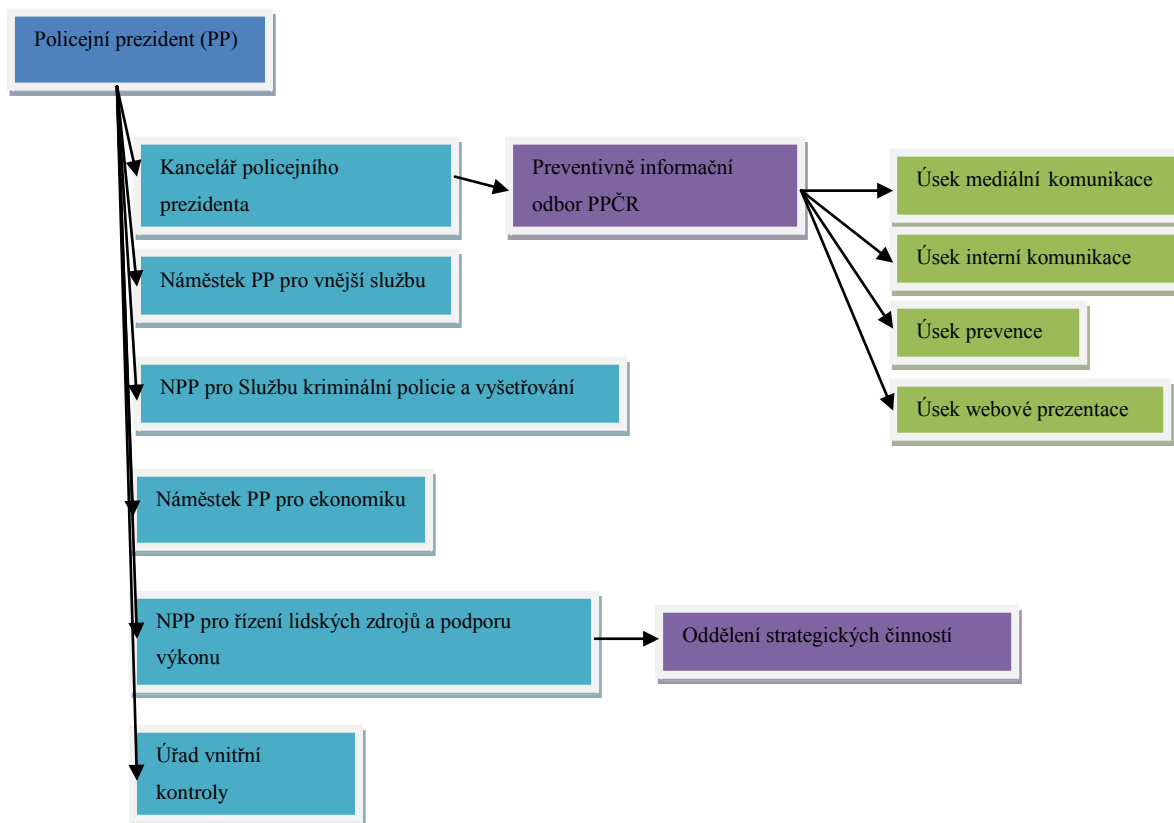 Policejní prezident (PP)
Kancelář policejního
prezidenta
Preventivně informační
odbor PPČR
Úsek mediální komunikace
Úsek interní komunikace
Úsek prevence
Úsek webové prezentace
Náměstek PP pro vnější službu
NPP pro Službu kriminální policie a vyšetřování
Náměstek PP pro ekonomiku
NPP pro řízení lidských zdrojů a podporu
výkonu
Oddělení strategických činností
Úřad vnitřní
kontroly